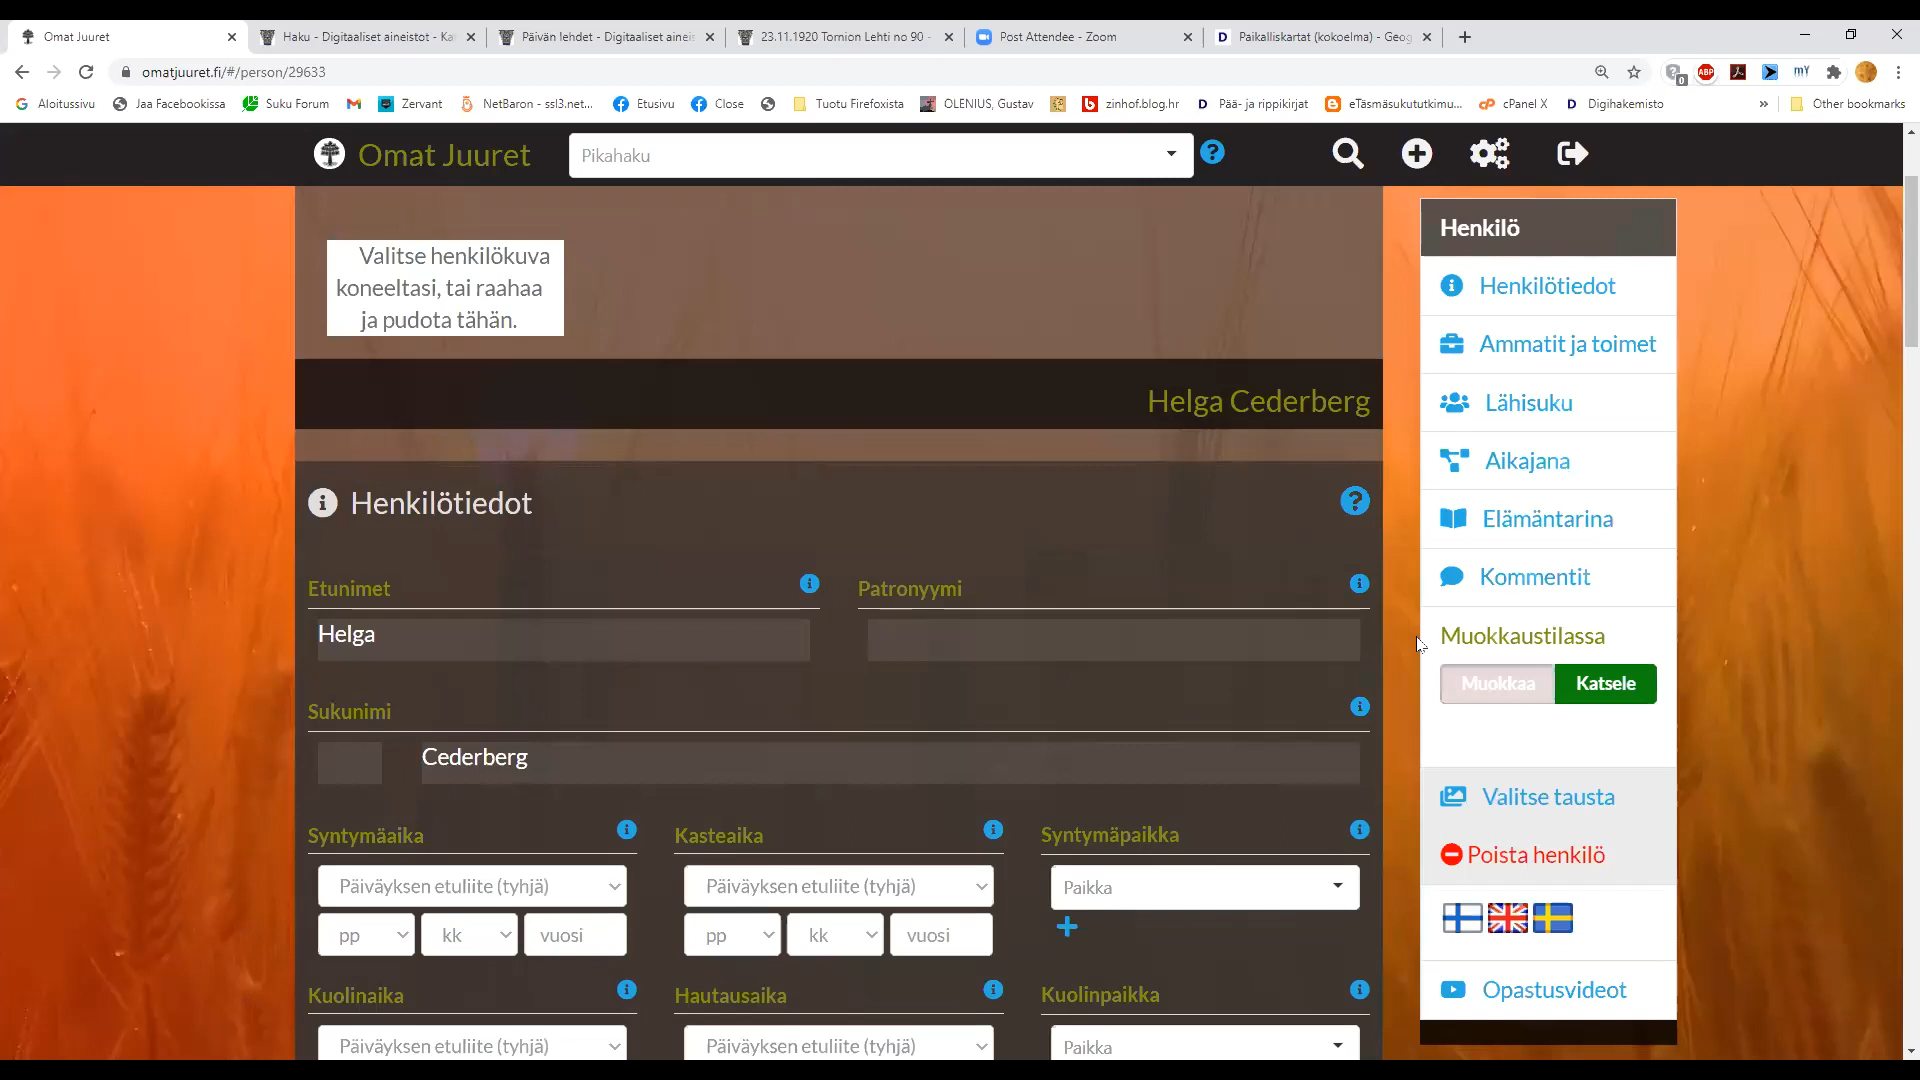 Omat Juuret
Haku - Digitaaliset aineistot - Ka
Päivän lehdet - Digitaaliset aineis
23.11.1920 Tornion Lehti no 90 -
Post Attendee - Zoom
Paikalliskartat (kokoelma) - Geog
omatjuuret.fi/#/person/29633
0
ABP
mY
Aloitussivu
Jaa Facebookissa
Suku Forum
Zervant
NetBaron - ssl3.net...
Etusivu
Close
Tuotu Firefoxista
OLENIUS, Gustav
zinhof.blog.hr
Pää- ja rippikirjat
eTäsmäsukututkimu...
cPanel X
Digihakemisto
»
Other bookmarks
Omat Juuret
Pikahaku
Valitse henkilökuva
koneeltasi, tai raahaa
ja pudota tähän.
Helga Cederberg
Henkilötiedot
Etunimet
Patronyymi
Helga
Sukunimi
Cederberg
Syntymäaika
Kasteaika
Syntymäpaikka
Päiväyksen etuliite (tyhjä)
Päiväyksen etuliite (tyhjä)
Paikka
pp
kk
vuosi
pp
kk
vuosi
Kuolinaika
Hautausaika
Kuolinpaikka
Päiväyksen etuliite (tyhjä)
Päiväyksen etuliite (tyhjä)
Paikka
Henkilö
Henkilötiedot
Ammatit ja toimet
Lähisuku
Aikajana
Elämäntarina
Kommentit
Muokkaustilassa
Muokkaa
Katsele
Valitse tausta
Poista henkilö
Opastusvideot